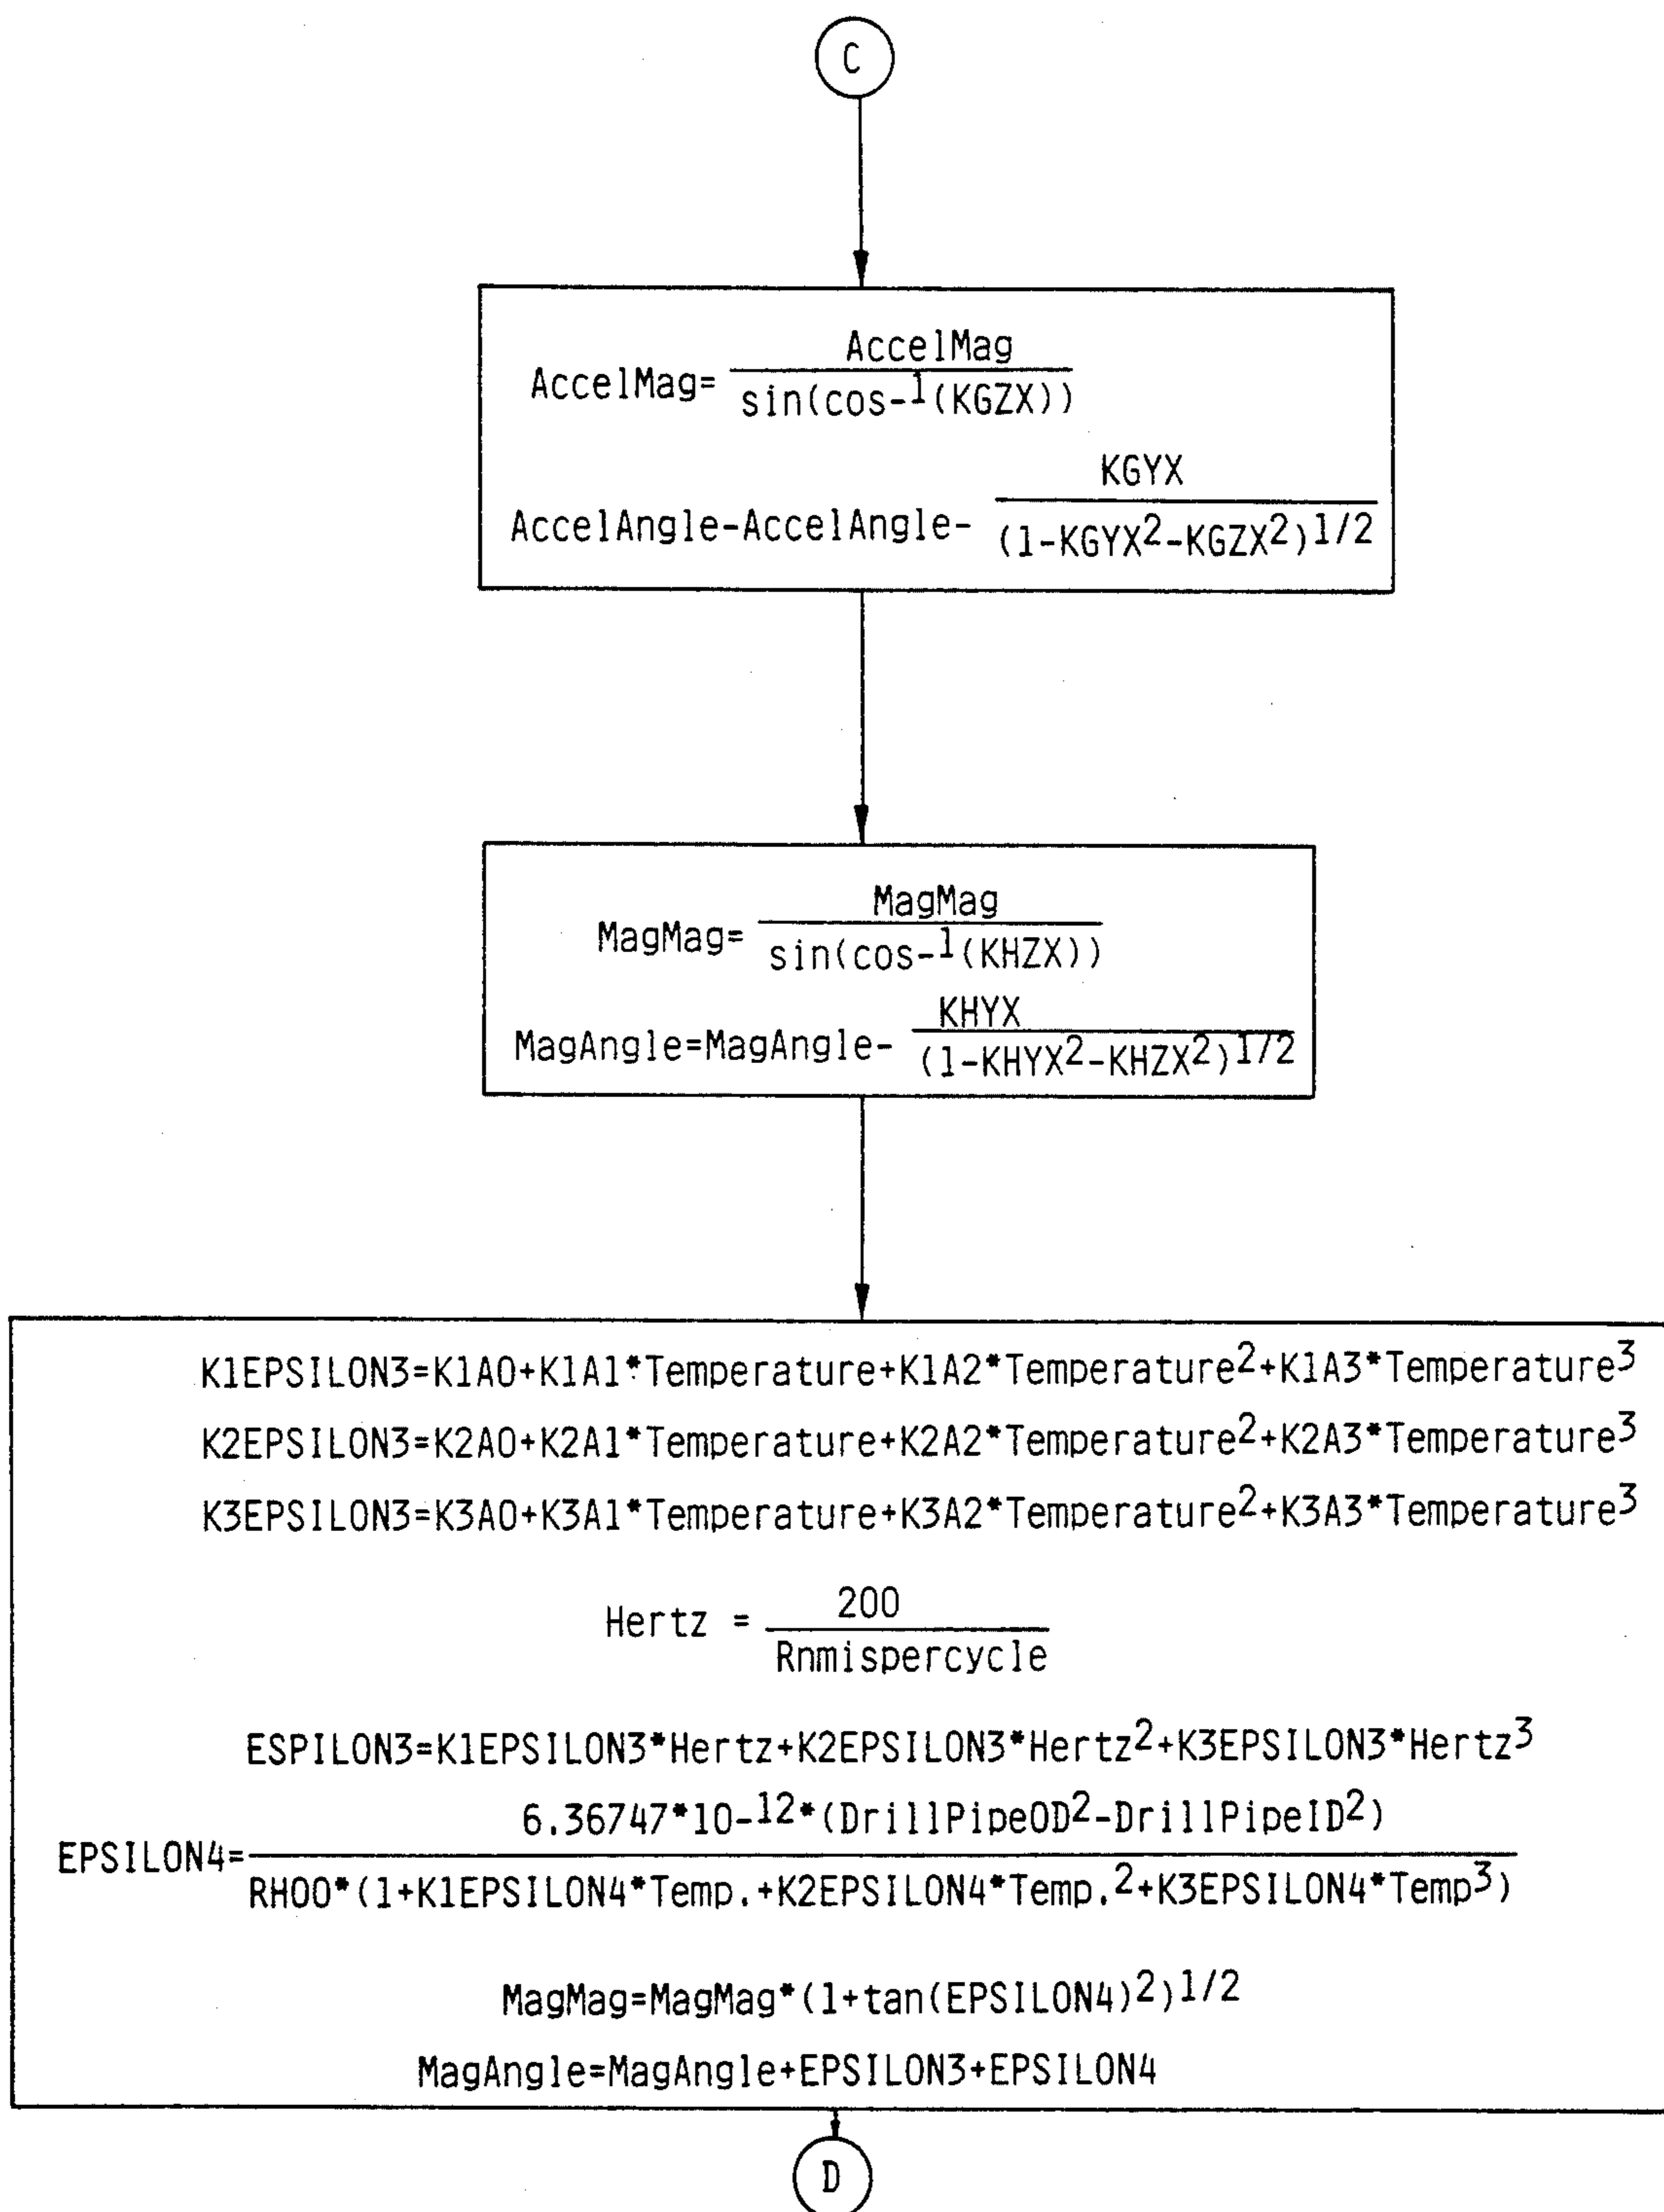 C
AccelMag= AccelMag
sin(cos-1(KGZX))
KGYX
AccelAngle-AccelAngle-
(1-KGYX2-KGZX2)1/2
MagMag= MagMag
sin(cos-1(KHZX))
KHYX
MagAngle=MagAngle-
(1-KHYX2-KHZX2)1/2
K1EPSILON3=K1A0+K1A1*Temperature+K1A2*Temperature2+K1A3*Temperature3
K2EPSILON3=K2A0+K2A1*Temperature+K2A2*Temperature2+K2A3*Temperature3
K3EPSILON3=K3A0+K3A1*Temperature+K3A2*Temperature2+K3A3*Temperature3
Hertz = 200
Rnmispercycle
ESPILON3=K1EPSILON3*Hertz+K2EPSILON3*Hertz2+K3EPSILON3*Hertz3
6.36747*10-12*(DrillPipeOD2-DrillPipeID2)
EPSILON4=
RHOO*(1+K1EPSILON4*Temp.+K2EPSILON4*Temp.2+K3EPSILON4*Temp3)
MagMag=MagMag*(1+tan(EPSILON4)2)1/2
MagAngle=MagAngle+EPSILON3+EPSILON4
D